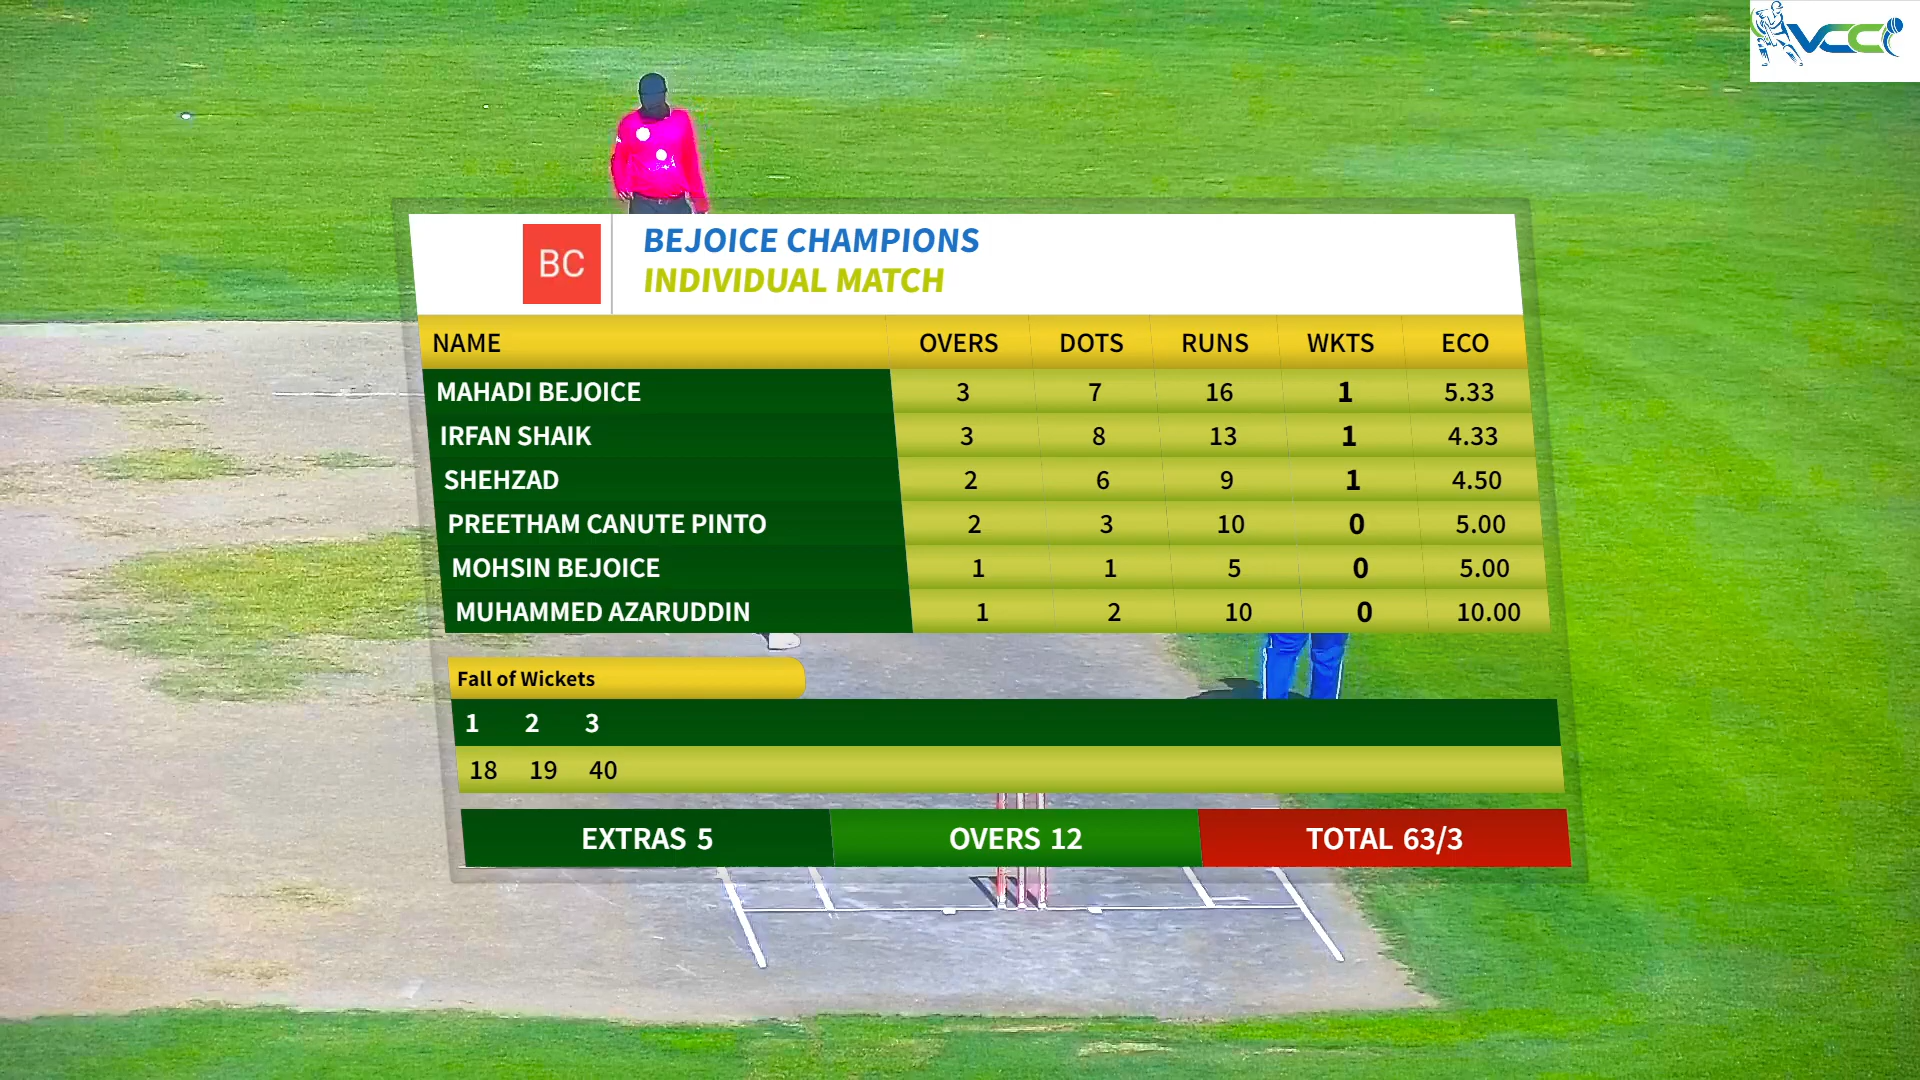 VCC
BC
BEJOICE CHAMPIONS
INDIVIDUAL MATCH
NAME OVERS DOTS RUNS WKTS ECO
MAHADI BEJOICE 3 7 16 1 5.33
IRFAN SHAIK 3 8 13 1 4.33
SHEHZAD 2 6 9 1 4.50
PREETHAM CANUTE PINTO 2 3 10 0 5.00
MOHSIN BEJOICE 1 1 5 0 5.00
MUHAMMED AZARUDDIN 1 2 10 0 10.00
Fall of Wickets
1 2 3
18 19 40
EXTRAS 5 OVERS 12 TOTAL 63/3